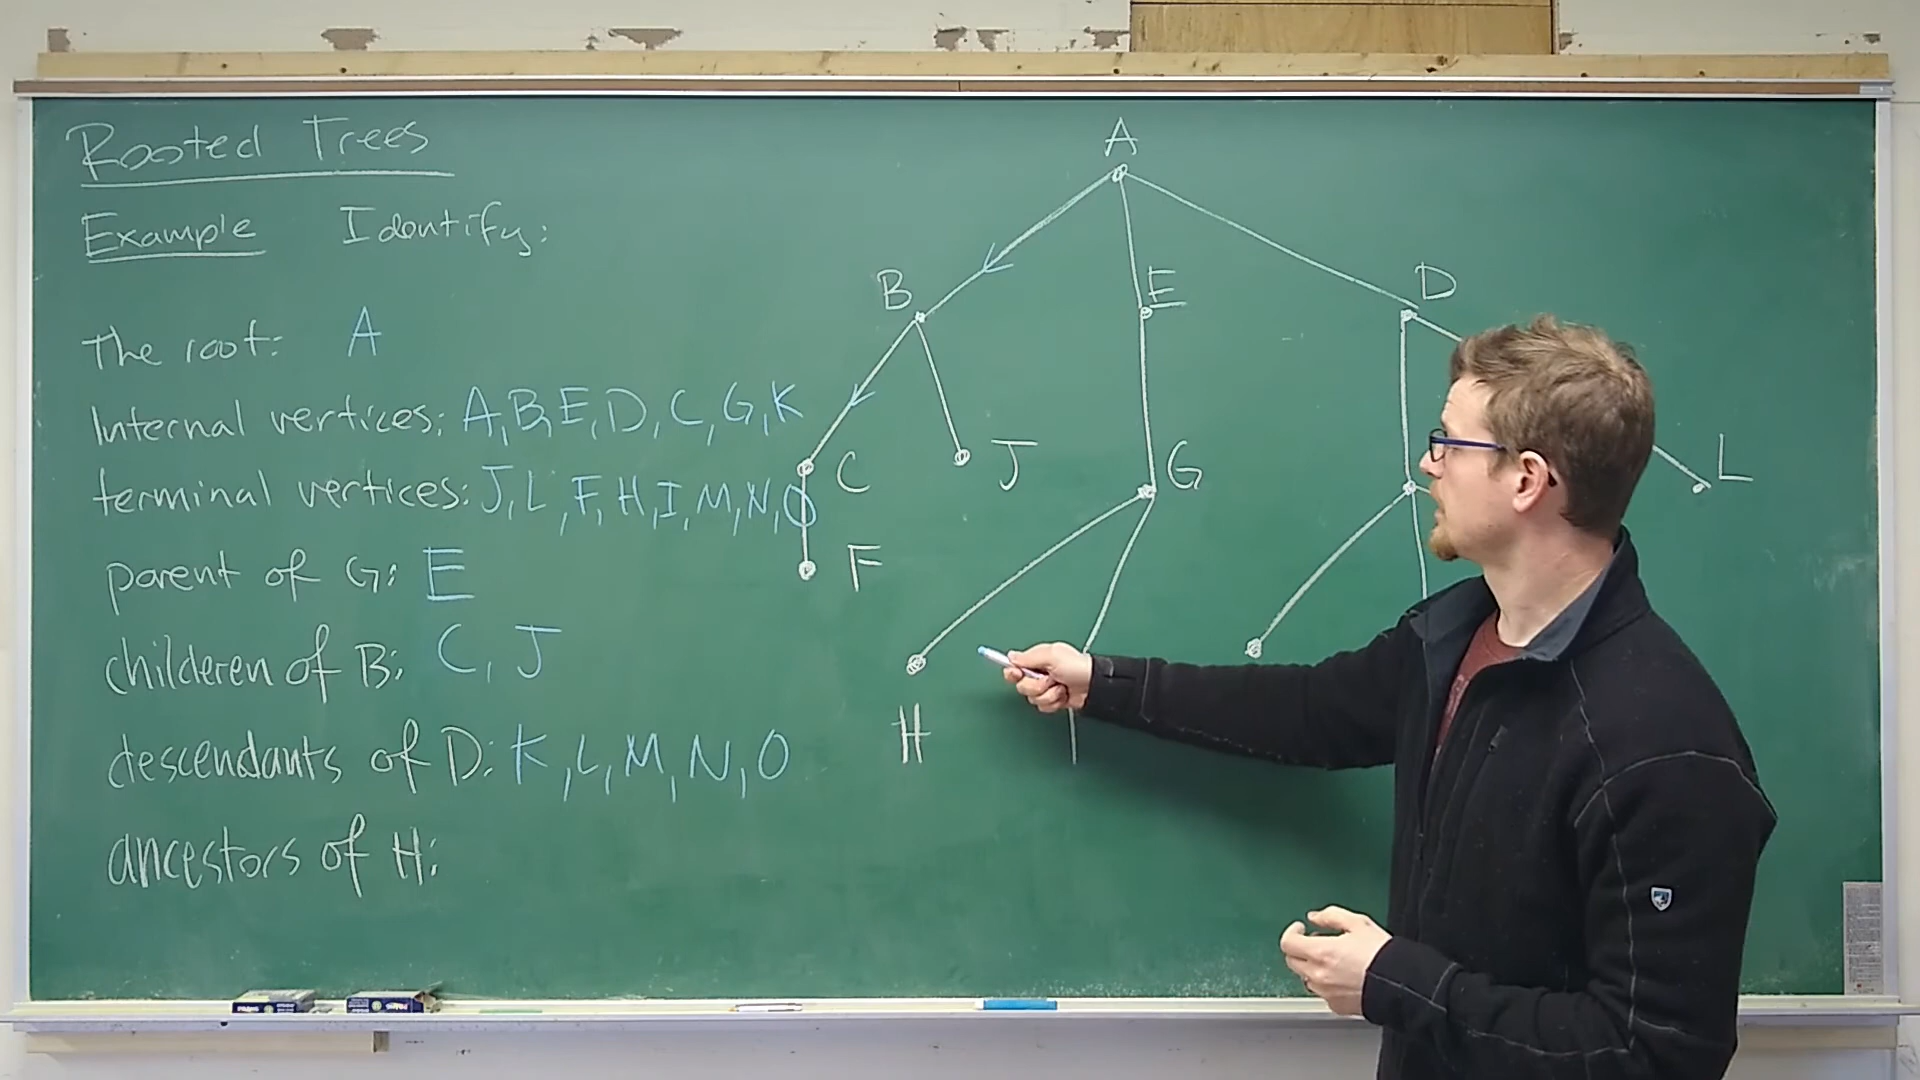 Rooted Trees
Example Identify:
The root: A
Internal vertices: A, B, E, D, C, G, K
terminal vertices: J, L, F, H, I, M, N, O
parent of G: E
childeren of B: C, J
descendants of D: K, L, M, N, O
ancestors of H:
A
B
E
D
C
J
G
L
F
H